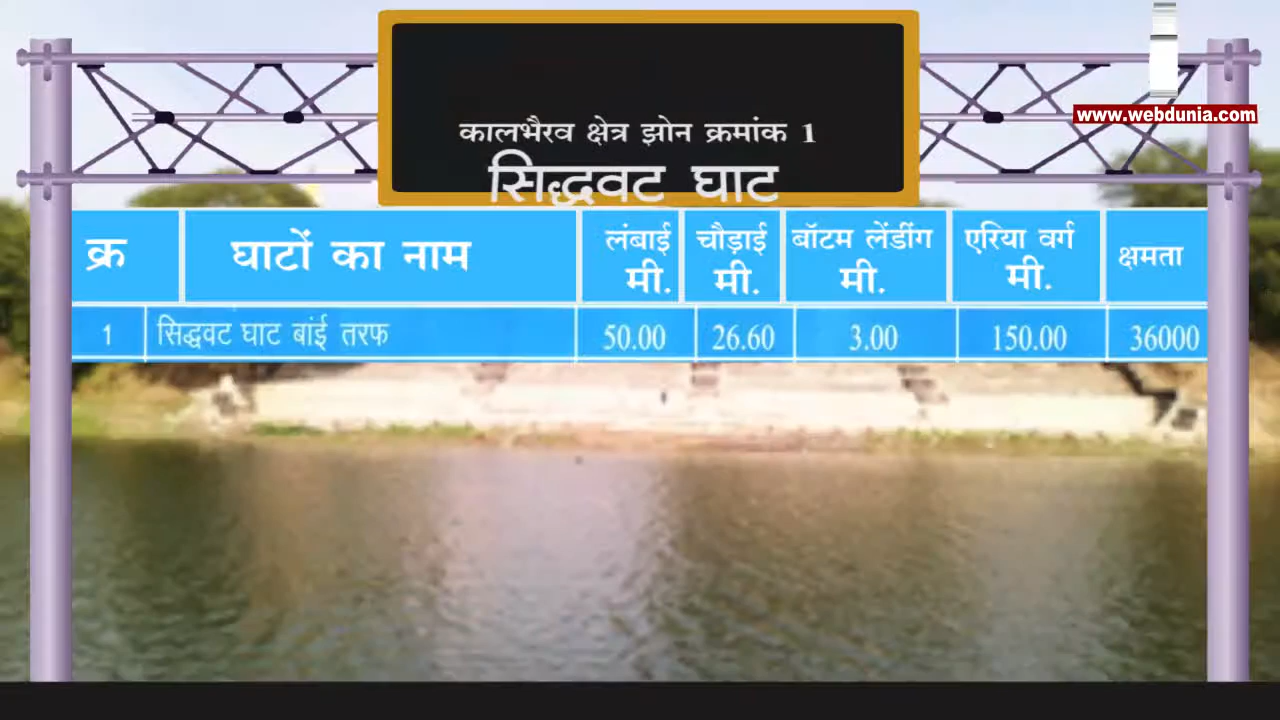 www.webdunia.com
कालभैरव क्षेत्र झोन क्रमांक 1
सिद्धवट घाट
क्र घाटों का नाम लंबाई मी. चौड़ाई मी. बॉटम लेंडींग मी. एरिया वर्ग मी. क्षमता
1 सिद्धवट घाट बांई तरफ 50.00 26.60 3.00 150.00 36000